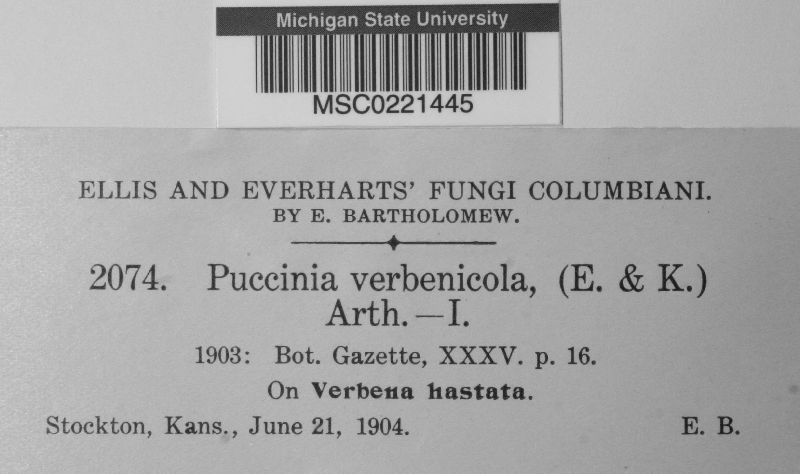 Michigan State University
MSC0221445
ELLIS AND EVERHARTS' FUNGI COLUMBIANI.
BY E. BARTHOLOMEW.
2074. Puccinia verbenicola, (E. & K.)
Arth.—I.
1903: Bot. Gazette, XXXV. p. 16.
On Verbena hastata.
Stockton, Kans., June 21, 1904. E. B.